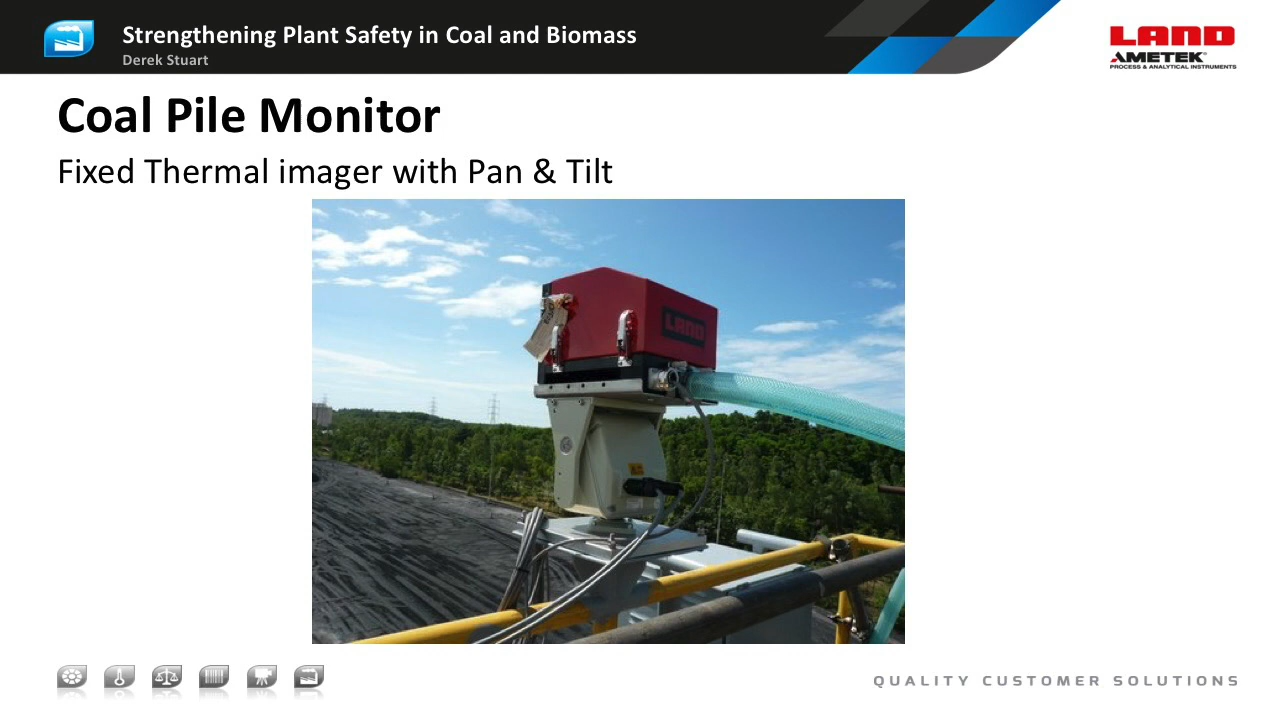 Strengthening Plant Safety in Coal and Biomass
Derek Stuart
LAND
AMETEK®
PROCESS & ANALYTICAL INSTRUMENTS
Coal Pile Monitor
Fixed Thermal imager with Pan & Tilt
LAND
QUALITY CUSTOMER SOLUTIONS